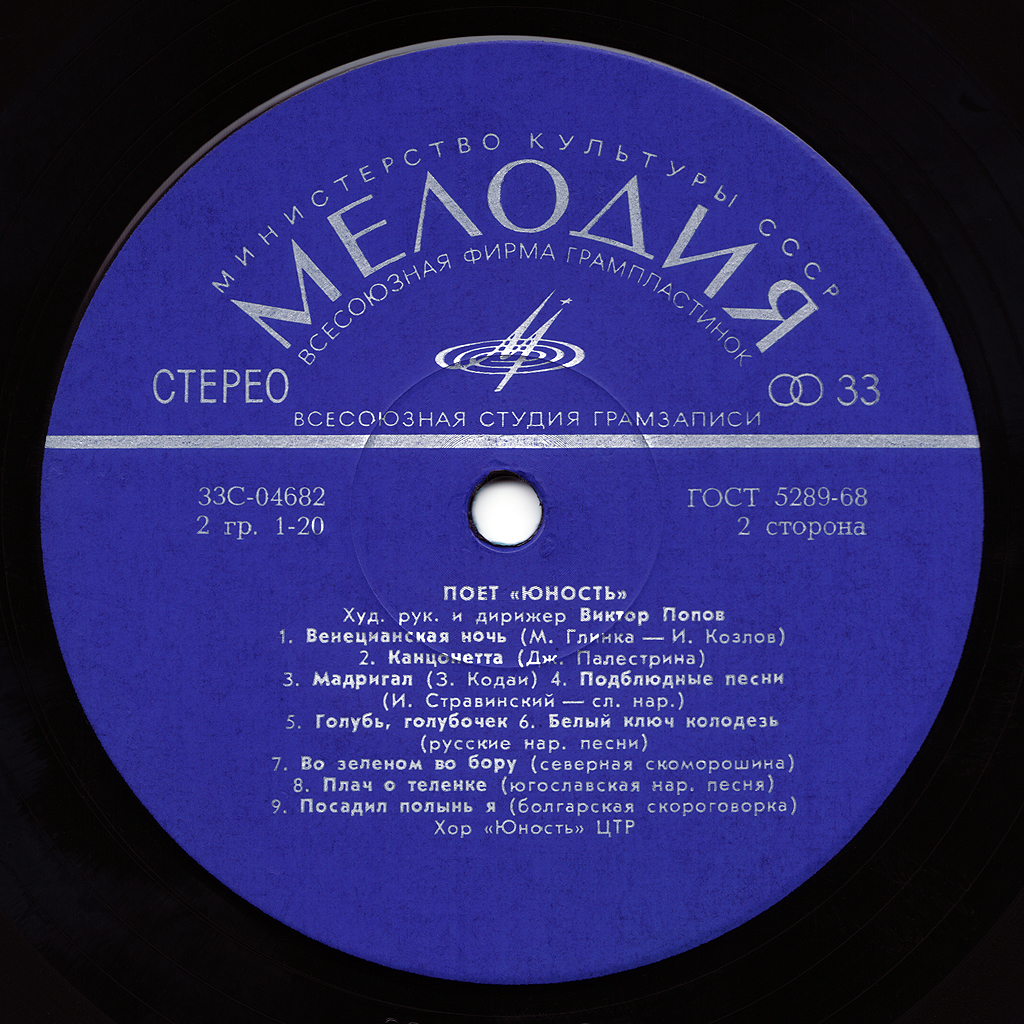 МИНИСТЕРСТВО КУЛЬТУРЫ СССР
МЕЛОДИЯ
ВСЕСОЮЗНАЯ ФИРМА ГРАМПЛАСТИНОК
СТЕРЕО
33
ВСЕСОЮЗНАЯ СТУДИЯ ГРАМЗАПИСИ
33С-04682
ГОСТ 5289-68
2 гр. 1-20
2 сторона
ПОЕТ «ЮНОСТЬ»
Худ. рук. и дирижер Виктор Попов
1. Венецианская ночь (М. Глинка — И. Козлов)
2. Канцонетта (Дж. Палестрина)
3. Мадригал (З. Кодаи) 4. Подблюдные песни
(И. Стравинский — сл. нар.)
5. Голубь, голубочек 6. Белый ключ колодезь
(русские нар. песни)
7. Во зеленом во бору (северная скоморошина)
8. Плач о теленке (югославская нар. песня)
9. Посадил полынь я (болгарская скороговорка)
Хор «Юность» ЦТР